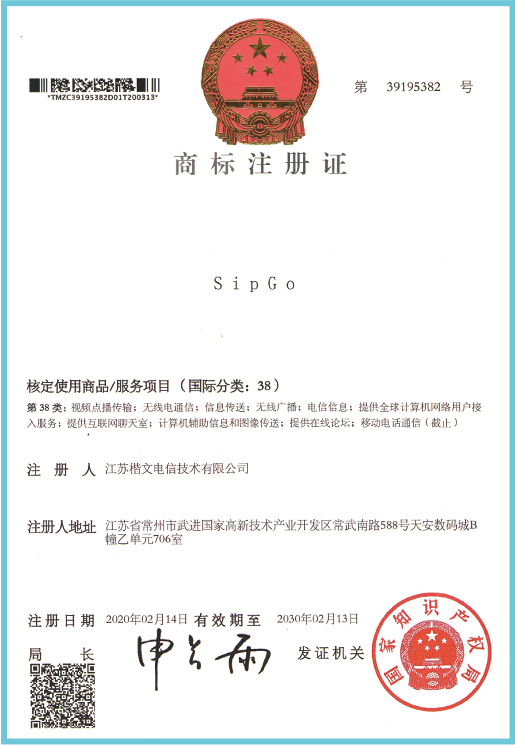 *TMZC39195382D01T200313*
第 39195382 号
商标注册证
SipGo
核定使用商品/服务项目（国际分类：38）
第 38 类：视频点播传输；无线电通信；信息传送；无线广播；电信信息；提供全球计算机网络用户接
入服务；提供互联网聊天室；计算机辅助信息和图像传送；提供在线论坛；移动电话通信（截止）
注 册 人 江苏楷文电信技术有限公司
注册人地址 江苏省常州市武进国家高新技术产业开发区常武南路588号天安数码城B
幢乙单元706室
注册日期 2020年02月14日 有效期至 2030年02月13日
局 长 申长雨 发证机关
国家知识产权局